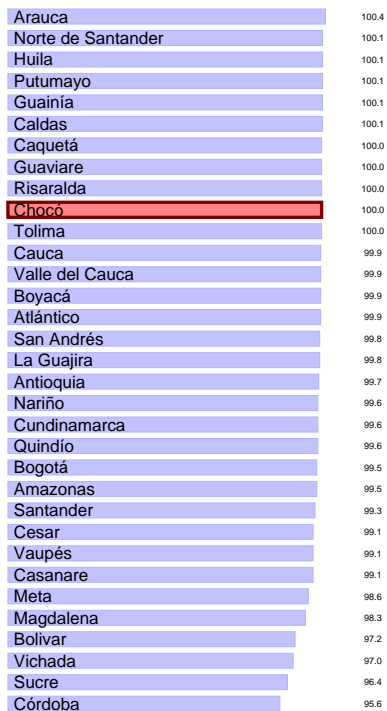 Arauca 100.4
Norte de Santander 100.1
Huila 100.1
Putumayo 100.1
Guainía 100.1
Caldas 100.1
Caquetá 100.0
Guaviare 100.0
Risaralda 100.0
Chocó 100.0
Tolima 100.0
Cauca 99.9
Valle del Cauca 99.9
Boyacá 99.9
Atlántico 99.9
San Andrés 99.8
La Guajira 99.8
Antioquia 99.7
Nariño 99.6
Cundinamarca 99.6
Quindío 99.6
Bogotá 99.5
Amazonas 99.5
Santander 99.3
Cesar 99.1
Vaupés 99.1
Casanare 99.1
Meta 98.6
Magdalena 98.3
Bolivar 97.2
Vichada 97.0
Sucre 96.4
Córdoba 95.6